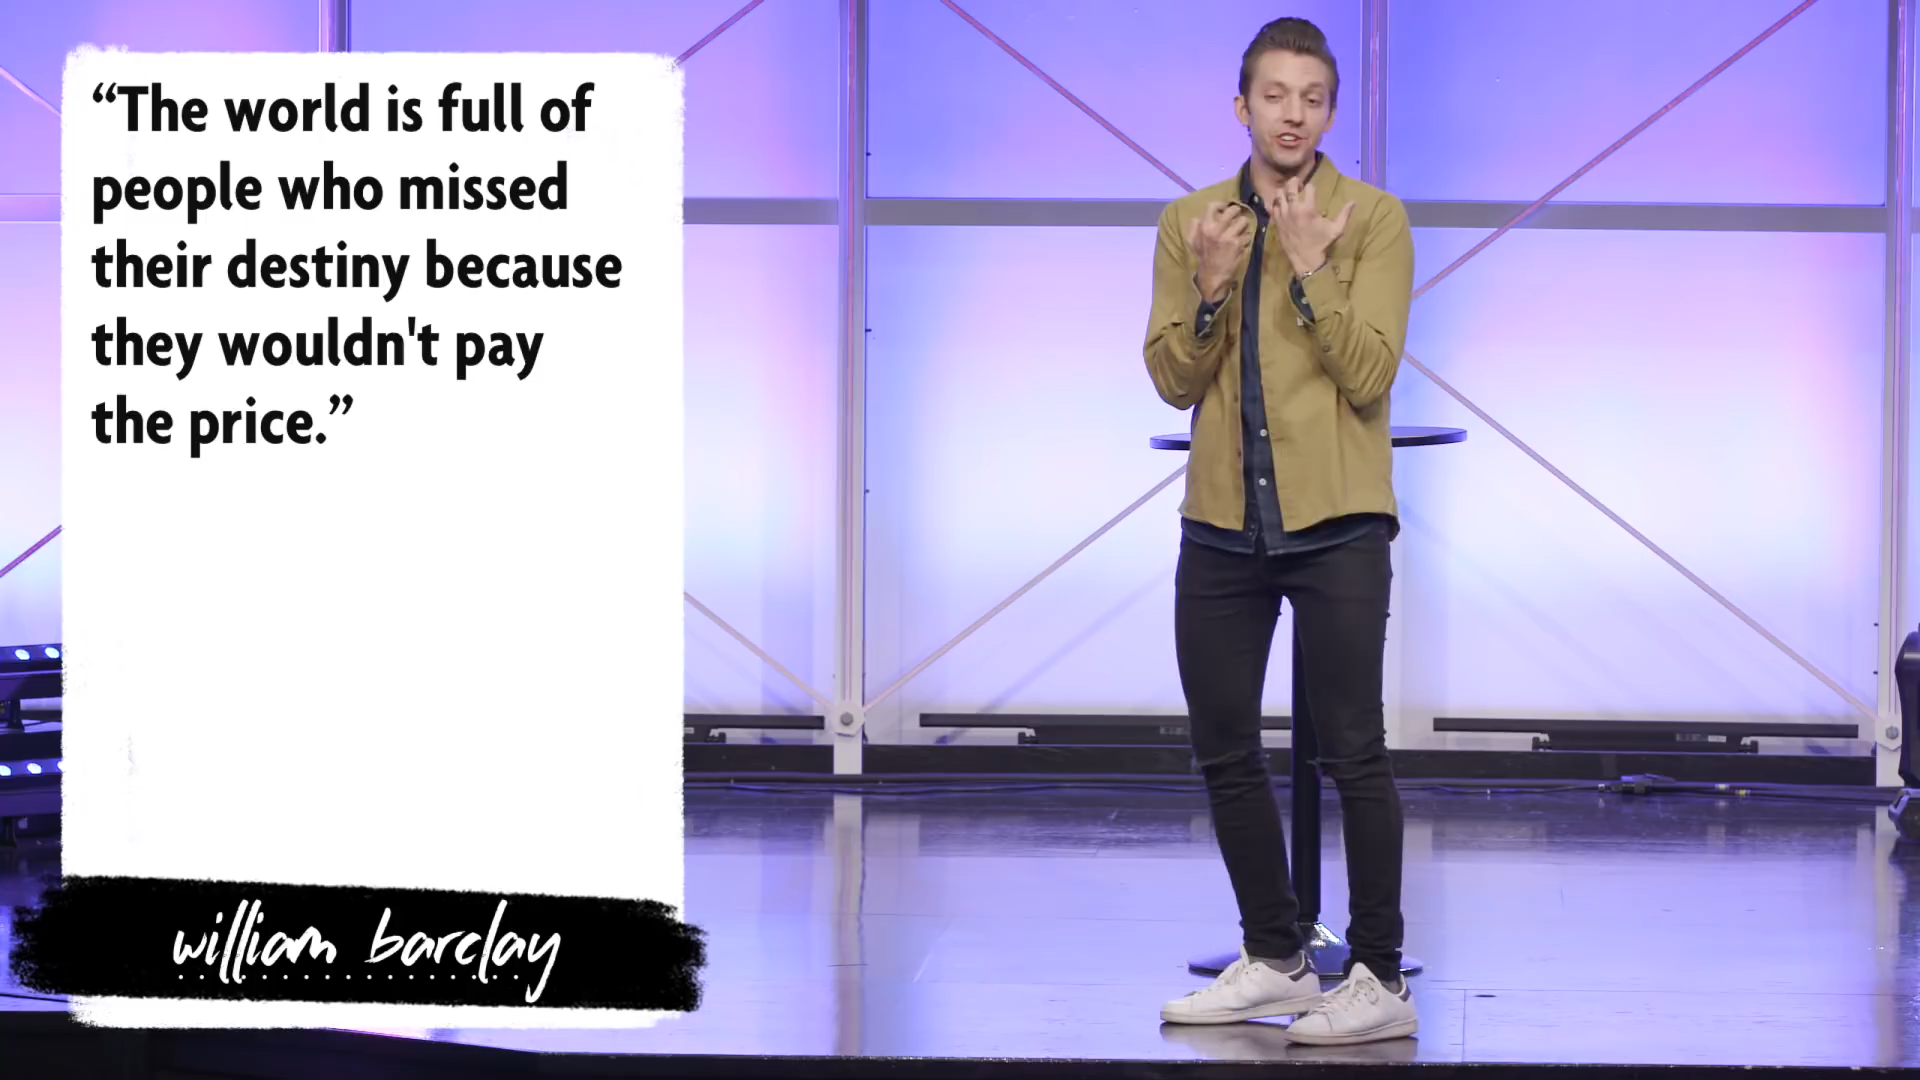 “The world is full of
people who missed
their destiny because
they wouldn't pay
the price.”
william barclay